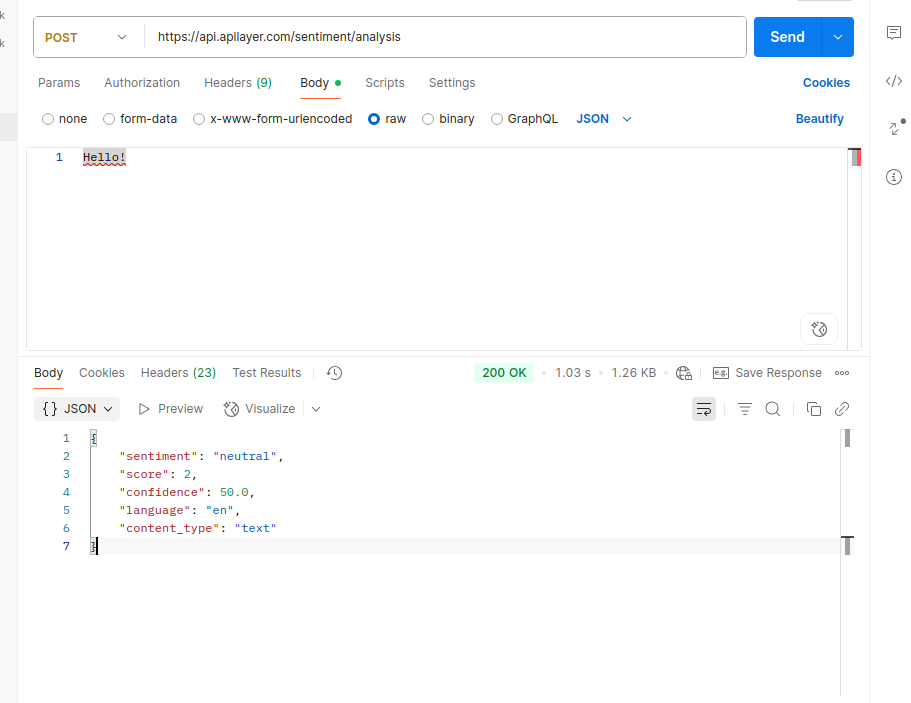 k
POST https://api.apilayer.com/sentiment/analysis Send
k
Params Authorization Headers (9) Body Scripts Settings Cookies
none form-data x-www-form-urlencoded raw binary GraphQL JSON Beautify
1 Hello!
Body Cookies Headers (23) Test Results 200 OK 1.03 s 1.26 KB e.g. Save Response
{} JSON Preview Visualize
1 {
2 "sentiment": "neutral",
3 "score": 2,
4 "confidence": 50.0,
5 "language": "en",
6 "content_type": "text"
7 }